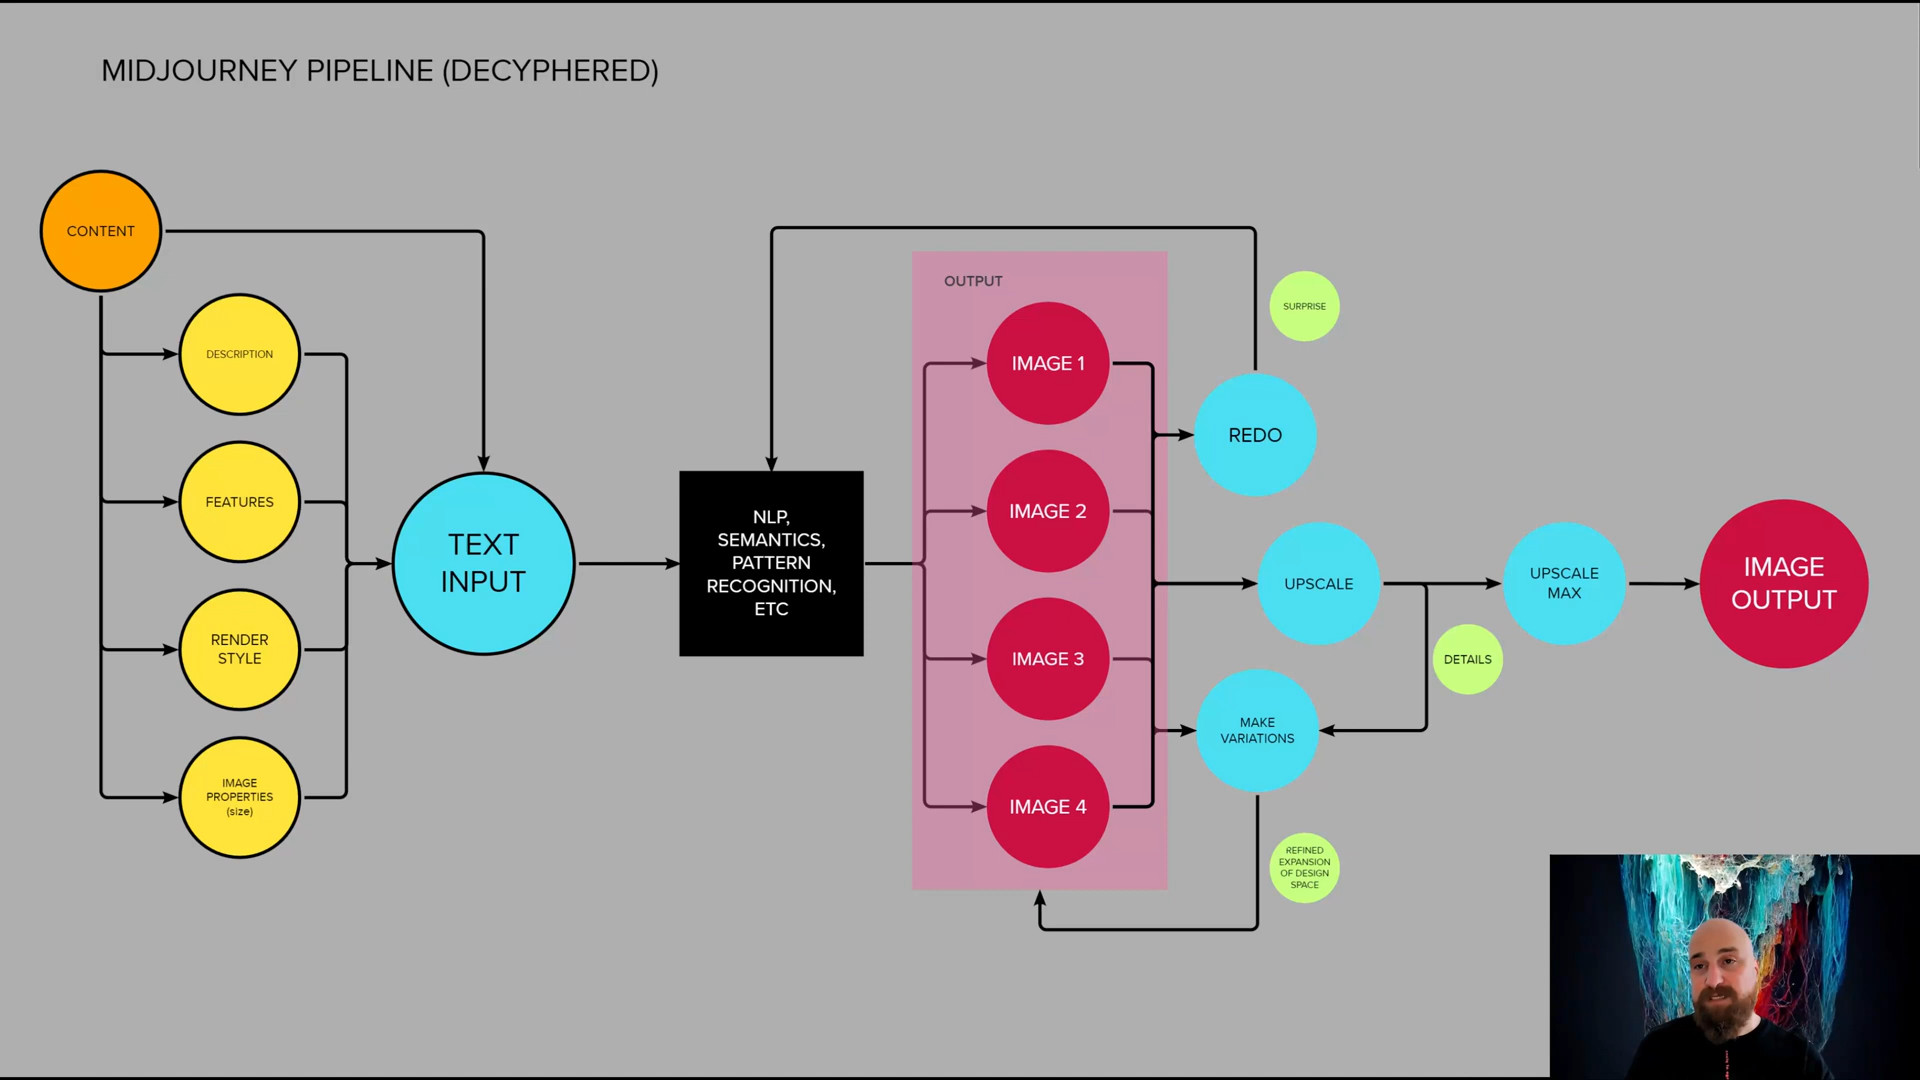 MIDJOURNEY PIPELINE (DECYPHERED)
CONTENT
DESCRIPTION
FEATURES
RENDER
STYLE
IMAGE
PROPERTIES
(size)
TEXT
INPUT
NLP,
SEMANTICS,
PATTERN
RECOGNITION,
ETC
OUTPUT
IMAGE 1
IMAGE 2
IMAGE 3
IMAGE 4
SURPRISE
REDO
UPSCALE
MAKE
VARIATIONS
REFINED
EXPANSION
OF DESIGN
SPACE
DETAILS
UPSCALE
MAX
IMAGE
OUTPUT